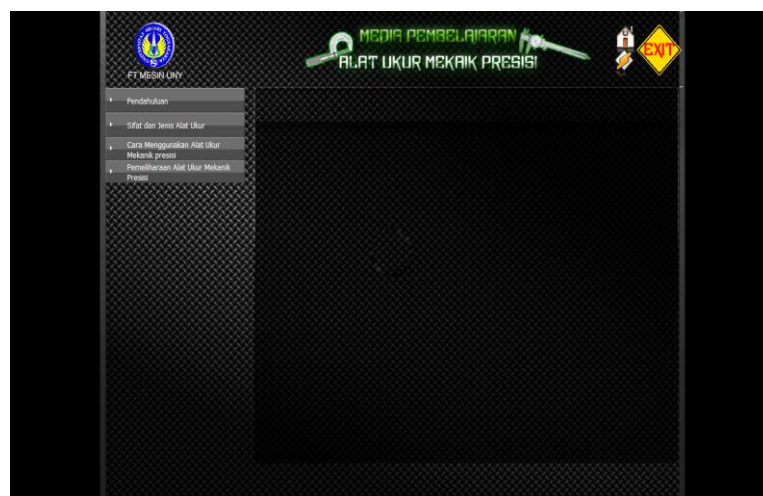 MEDIA PEMBELAJARAN
ALAT UKUR MEKAIK PRESISI
EXIT
FT MESIN UNY
Pendahuluan
Sifat dan Jenis Alat Ukur
Cara Menggunakan Alat Ukur
Mekanik presisi
Pemeliharaan Alat Ukur Mekanik
Presisi